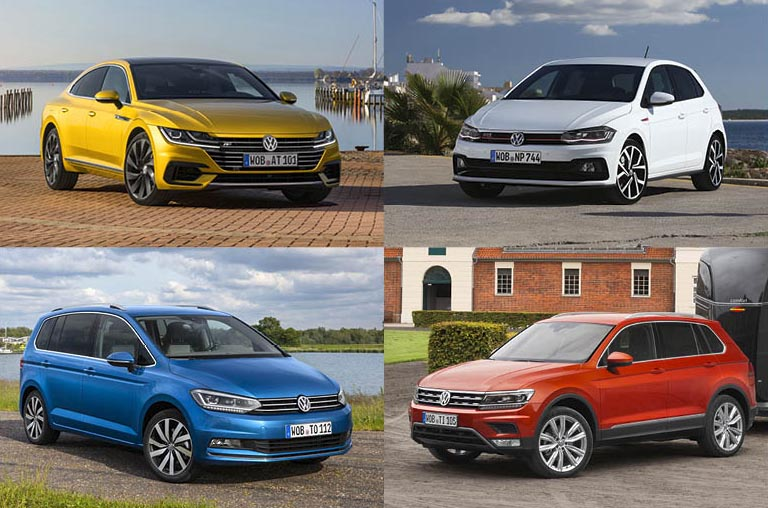 WOB AT 101
WOB NP 744
WOB TO 112
WOB TI 105